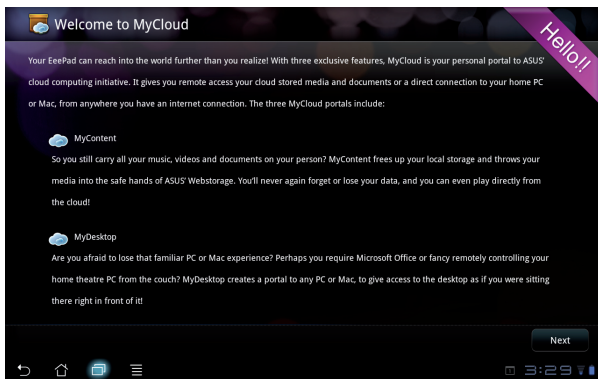 Welcome to MyCloud
Hello!!
Your EeePad can reach into the world further than you realize! With three exclusive features, MyCloud is your personal portal to ASUS'
cloud computing initiative. It gives you remote access your cloud stored media and documents or a direct connection to your home PC
or Mac, from anywhere you have an internet connection. The three MyCloud portals include:
MyContent
So you still carry all your music, videos and documents on your person? MyContent frees up your local storage and throws your
media into the safe hands of ASUS' Webstorage. You'll never again forget or lose your data, and you can even play directly from
the cloud!
MyDesktop
Are you afraid to lose that familiar PC or Mac experience? Perhaps you require Microsoft Office or fancy remotely controlling your
home theatre PC from the couch? MyDesktop creates a portal to any PC or Mac, to give access to the desktop as if you were sitting
there right in front of it!
Next
3:29